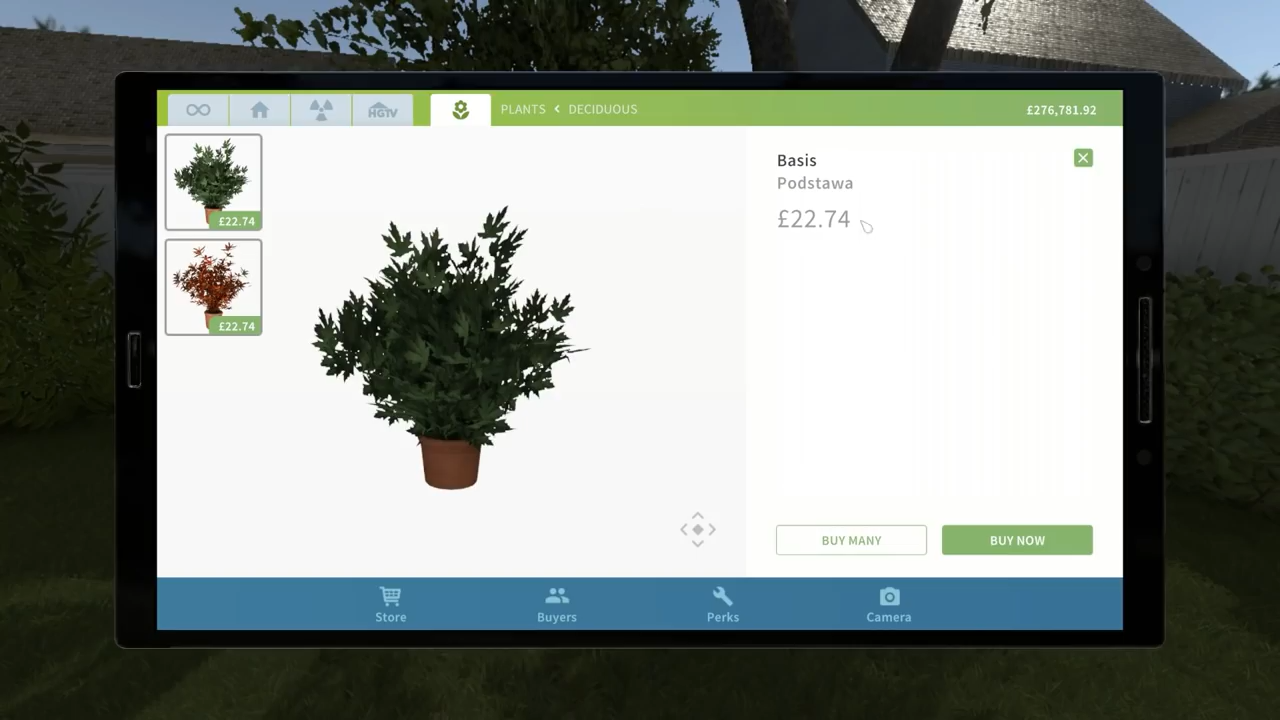 HGTV
PLANTS < DECIDUOUS
£276,781.92
£22.74
£22.74
Basis
Podstawa
£22.74
BUY MANY
BUY NOW
Store
Buyers
Perks
Camera